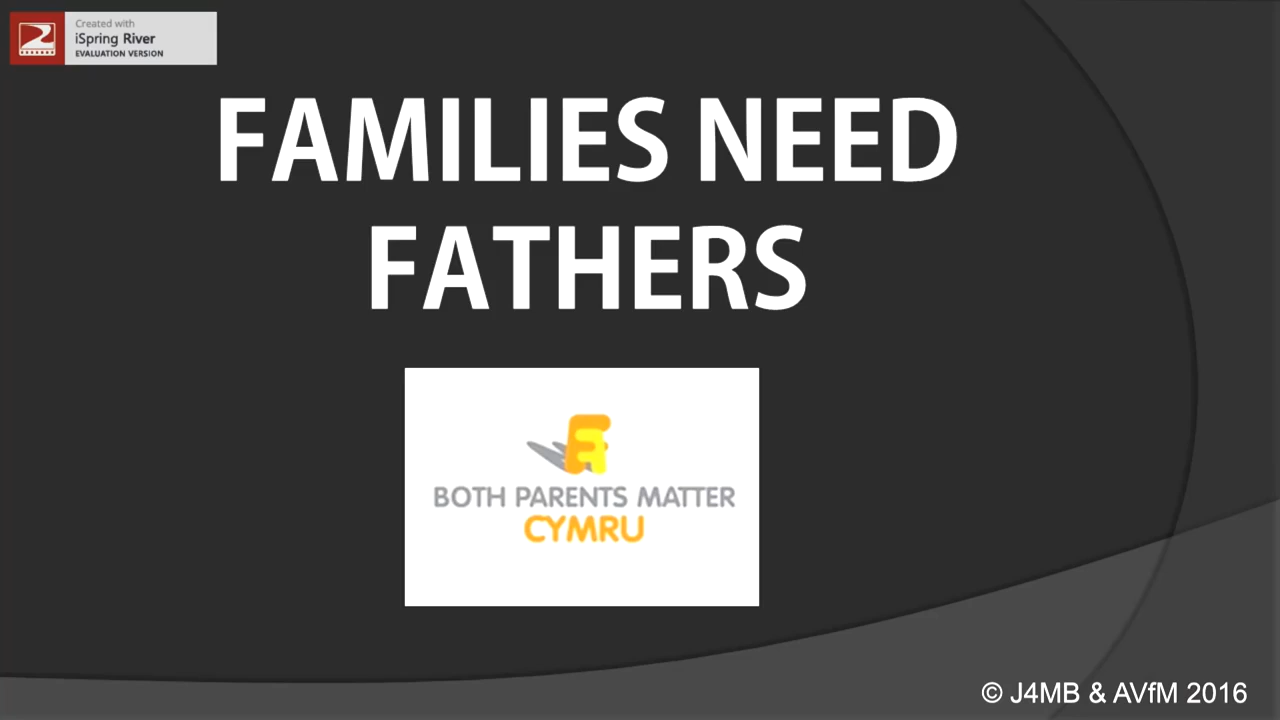 Created with
iSpring River
EVALUATION VERSION
FAMILIES NEED
FATHERS
BOTH PARENTS MATTER
CYMRU
© J4MB & AVfM 2016